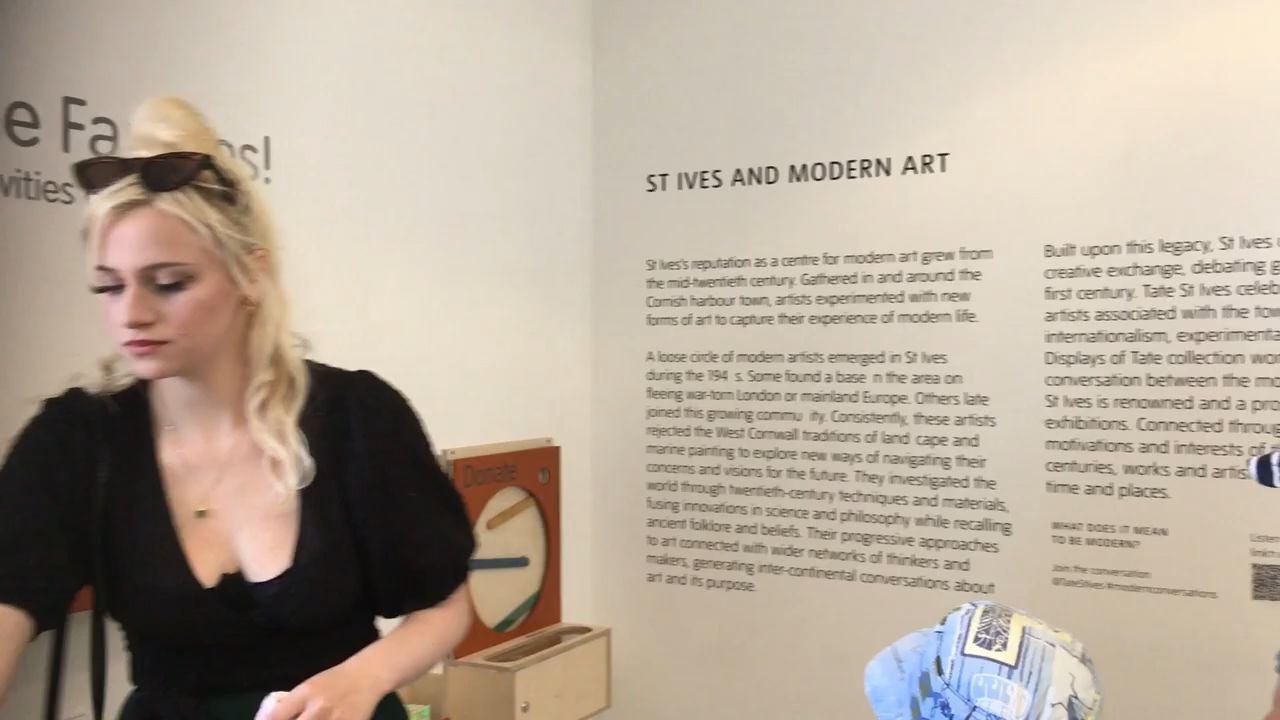 e Fa s!
vities
Donate
ST IVES AND MODERN ART
St Ives's reputation as a centre for modern art grew from
the mid-twentieth century. Gathered in and around the
Cornish harbour town, artists experimented with new
forms of art to capture their experience of modern life.
A loose circle of modern artists emerged in St Ives
during the 194 s. Some found a base n the area on
fleeing war-torn London or mainland Europe. Others late
joined this growing commu ity. Consistently, these artists
rejected the West Cornwall traditions of land cape and
marine painting to explore new ways of navigating their
concerns and visions for the future. They investigated the
world through twentieth-century techniques and materials,
fusing innovations in science and philosophy while recalling
ancient folklore and beliefs. Their progressive approaches
to art connected with wider networks of thinkers and
makers, generating inter-continental conversations about
art and its purpose.
Built upon this legacy, St Ives
creative exchange, debating g
first century. Tate St Ives celeb
artists associated with the tow
internationalism, experimenta
Displays of Tate collection wor
conversation between the mo
St Ives is renowned and a pro
exhibitions. Connected throug
motivations and interests of th
centuries, works and artis
time and places.
WHAT DOES IT MEAN
TO BE MODERN?
Join the conversation
@TateStIves #modernconversations
Listen